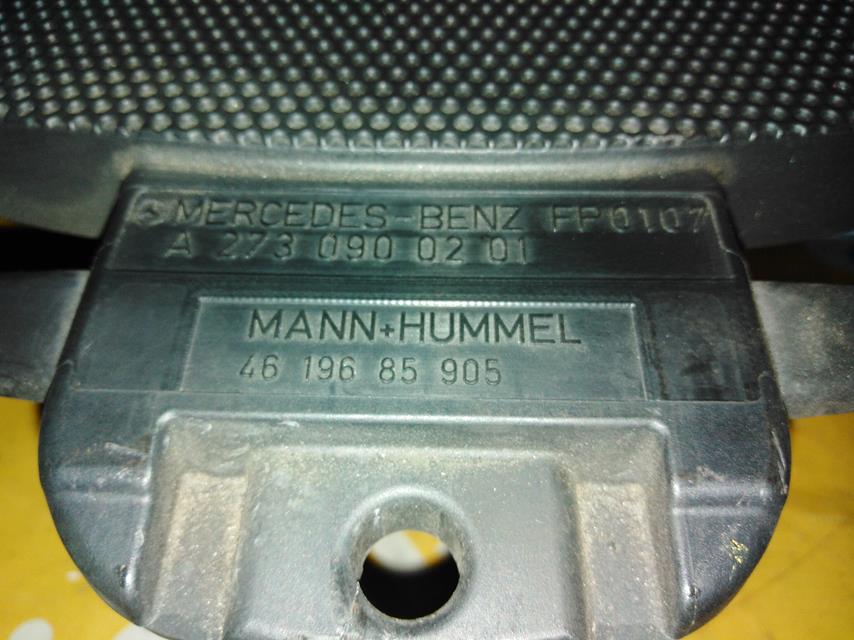 MERCEDES-BENZ FP0107
A 273 090 02 01
MANN+HUMMEL
46 196 85 905